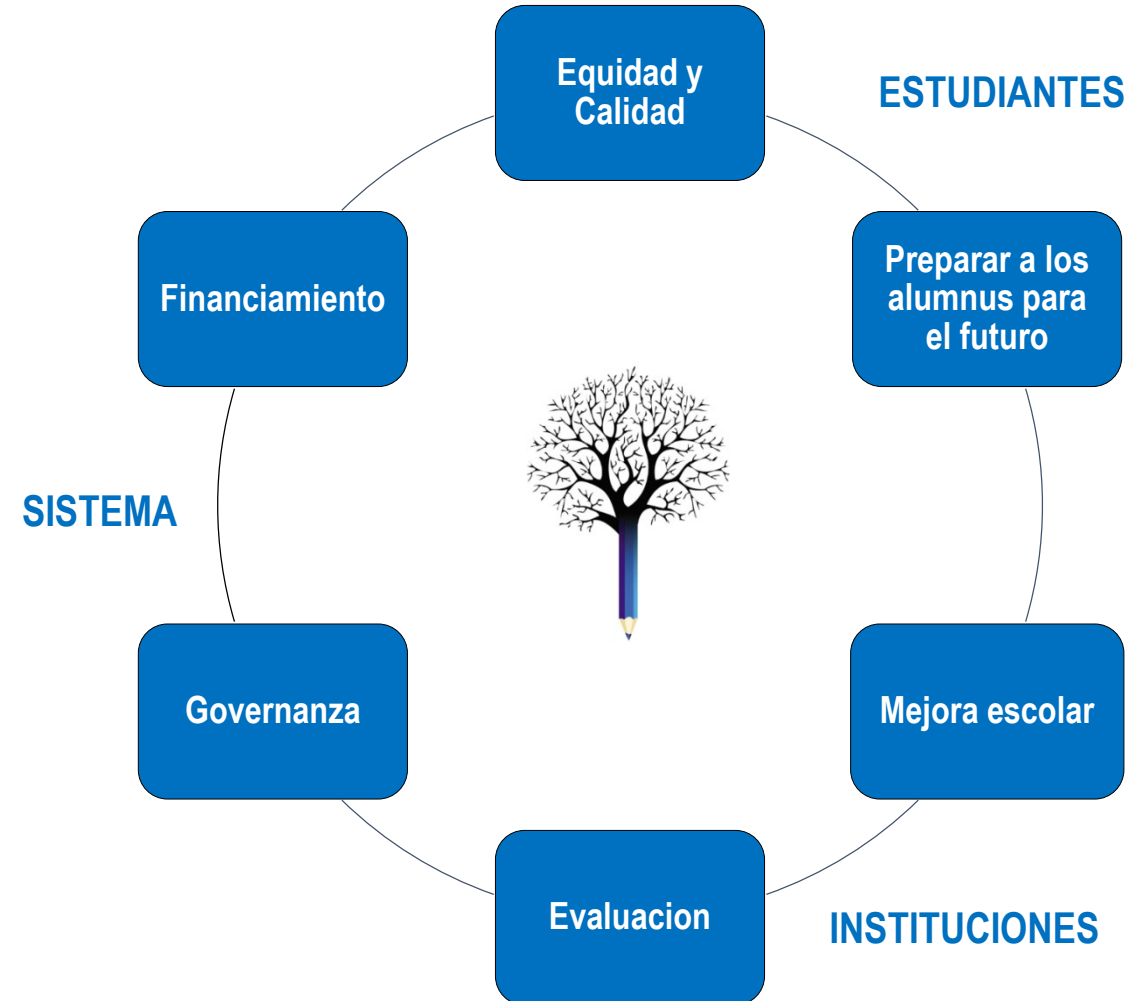 Equidad y
Calidad
ESTUDIANTES
Preparar a los
alumnus para
el futuro
Financiamiento
SISTEMA
Governanza
Mejora escolar
Evaluacion
INSTITUCIONES